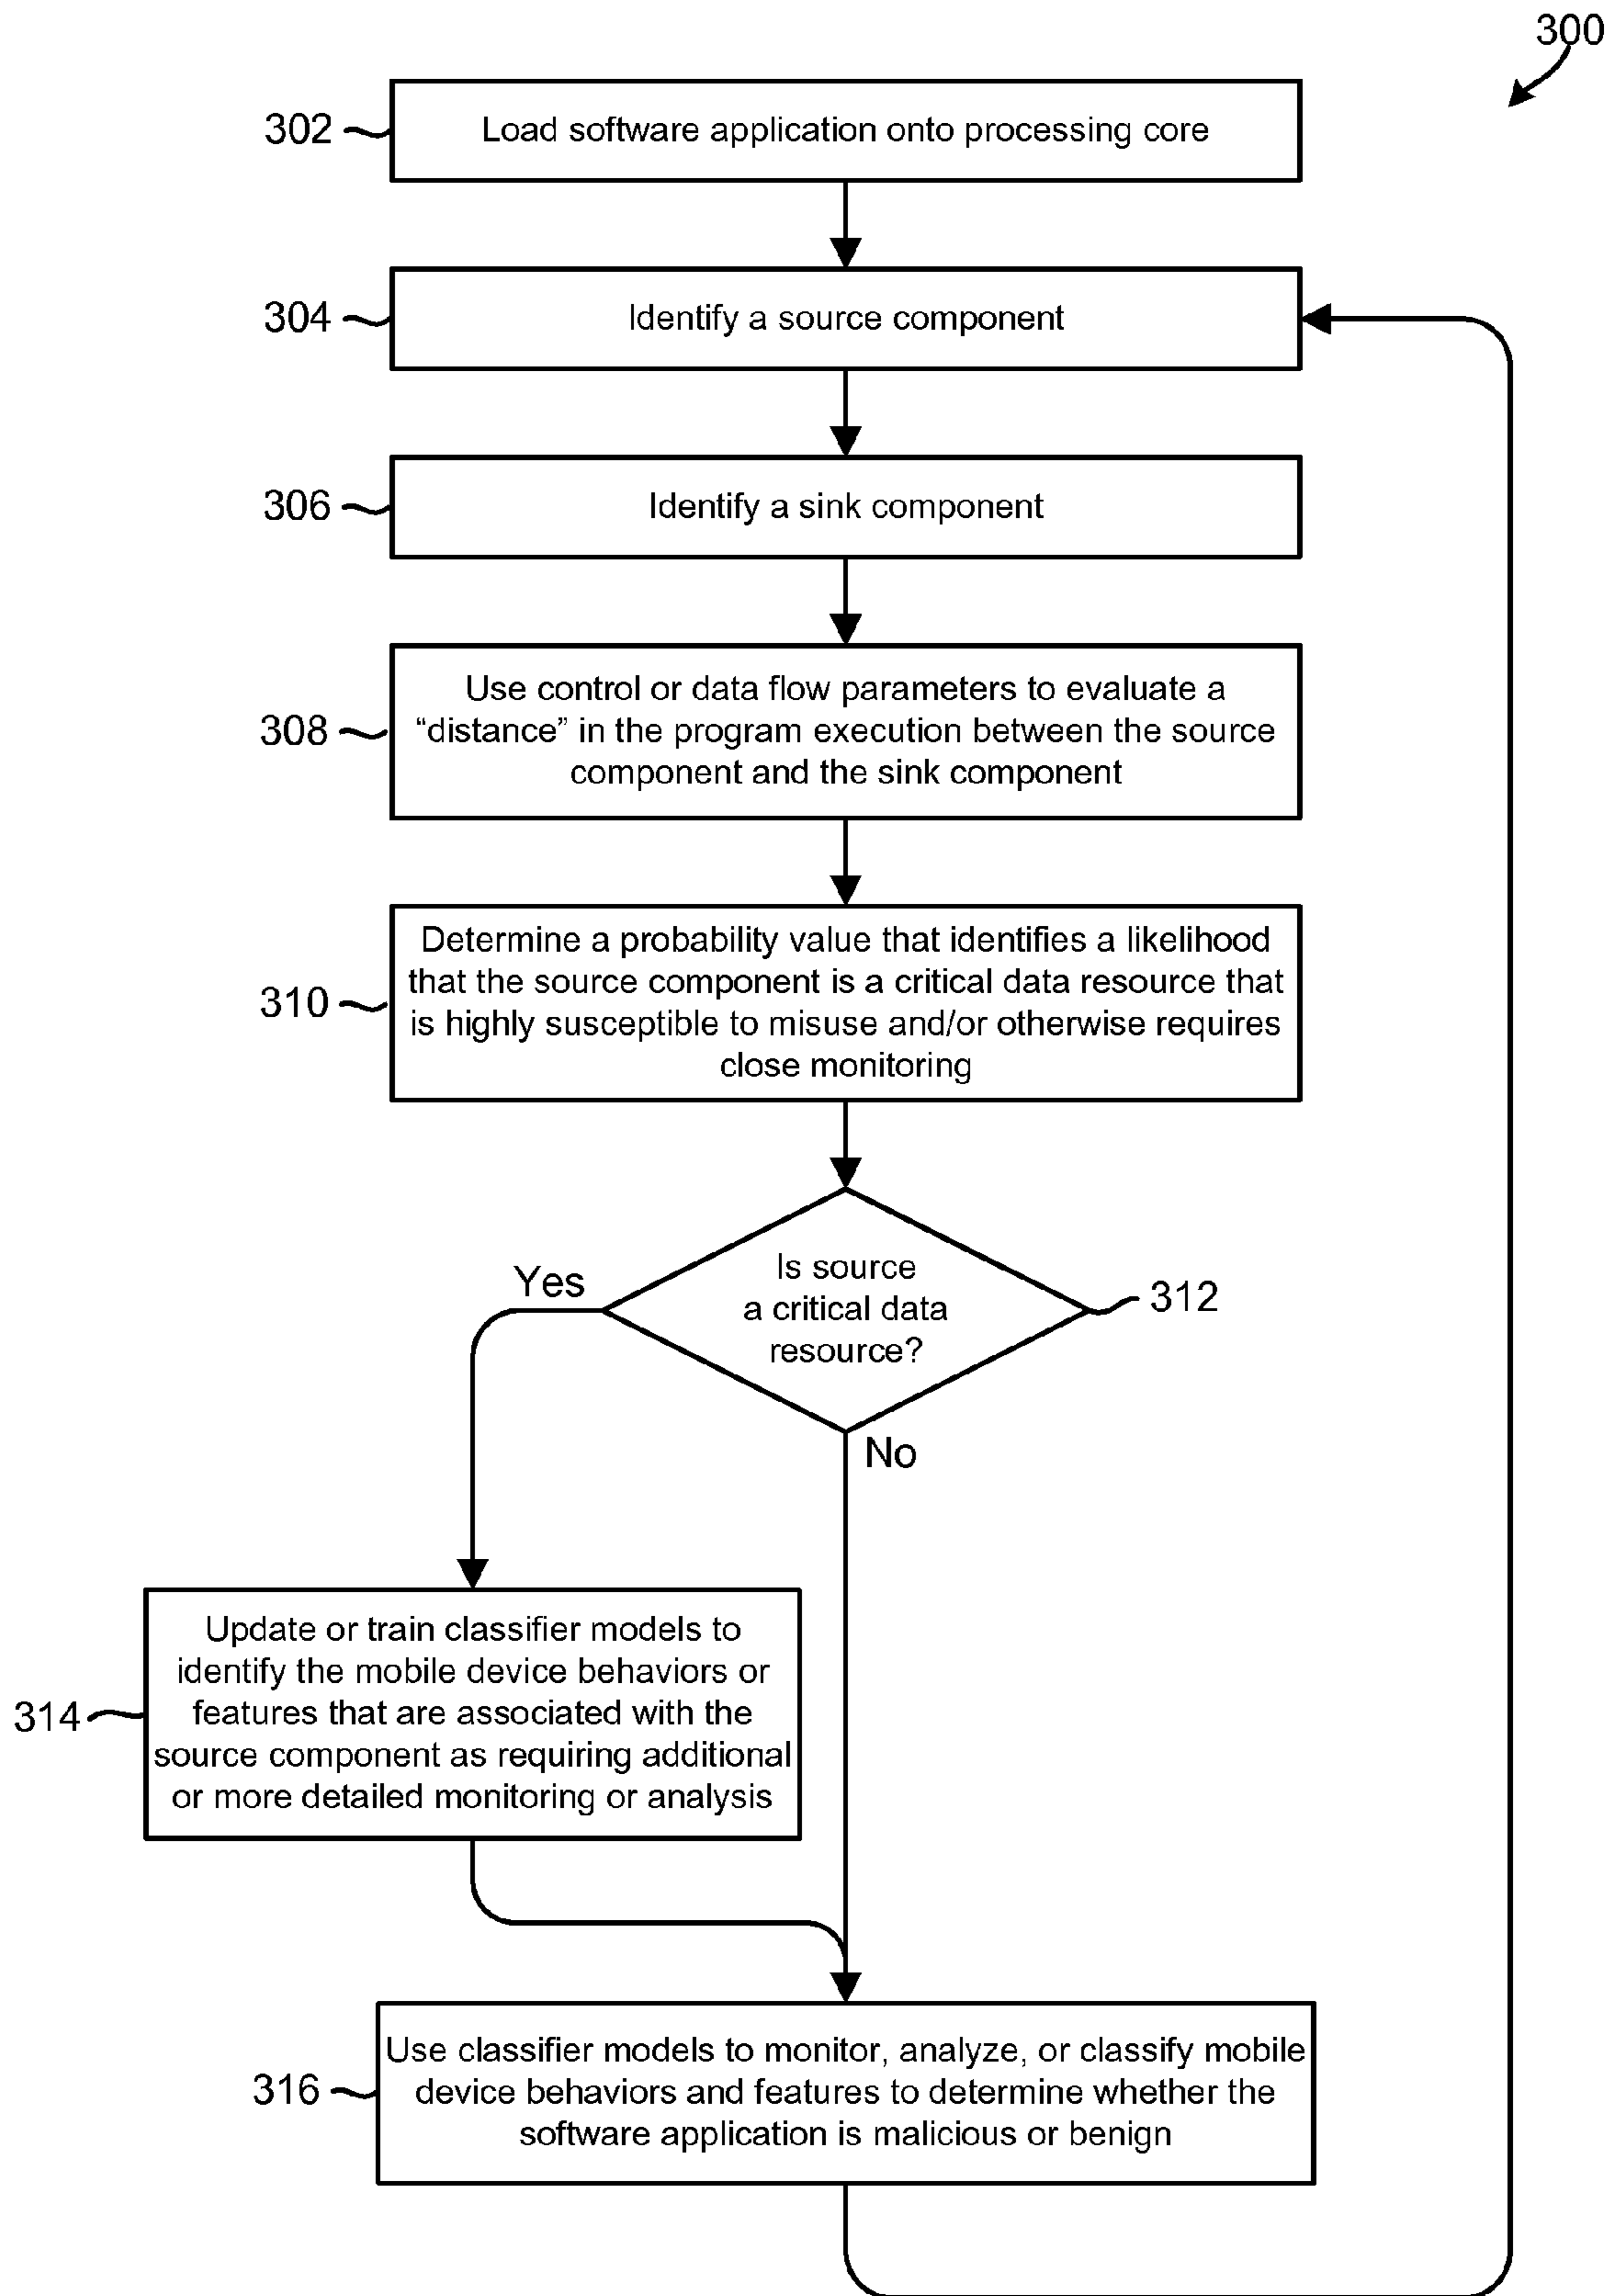 300
302
Load software application onto processing core
304
Identify a source component
306
Identify a sink component
308
Use control or data flow parameters to evaluate a
“distance” in the program execution between the source
component and the sink component
310
Determine a probability value that identifies a likelihood
that the source component is a critical data resource that
is highly susceptible to misuse and/or otherwise requires
close monitoring
Is source
a critical data
resource?
312
Yes
No
314
Update or train classifier models to
identify the mobile device behaviors or
features that are associated with the
source component as requiring additional
or more detailed monitoring or analysis
316
Use classifier models to monitor, analyze, or classify mobile
device behaviors and features to determine whether the
software application is malicious or benign